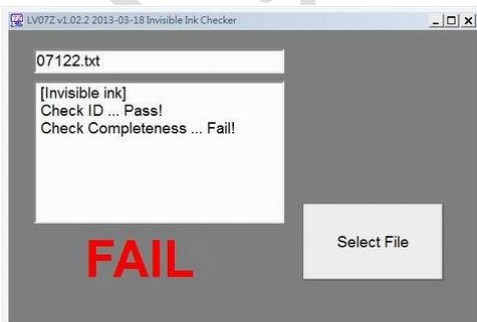 LV07Z v1.02.2 2013-03-18 Invisible Ink Checker
07122.txt
[Invisible ink]
Check ID ... Pass!
Check Completeness ... Fail!
FAIL
Select File